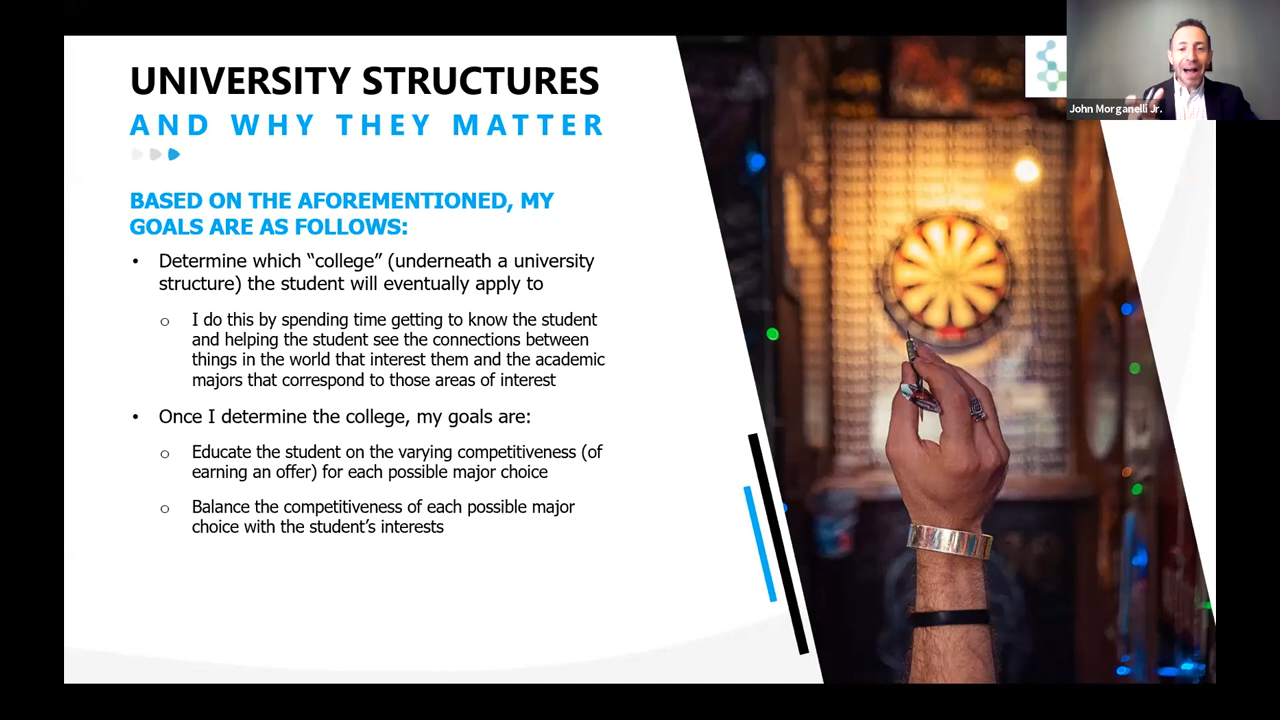 UNIVERSITY STRUCTURES
AND WHY THEY MATTER
BASED ON THE AFOREMENTIONED, MY
GOALS ARE AS FOLLOWS:
• Determine which “college” (underneath a university
structure) the student will eventually apply to
o I do this by spending time getting to know the student
and helping the student see the connections between
things in the world that interest them and the academic
majors that correspond to those areas of interest
• Once I determine the college, my goals are:
o Educate the student on the varying competitiveness (of
earning an offer) for each possible major choice
o Balance the competitiveness of each possible major
choice with the student’s interests
John Morganelli Jr.